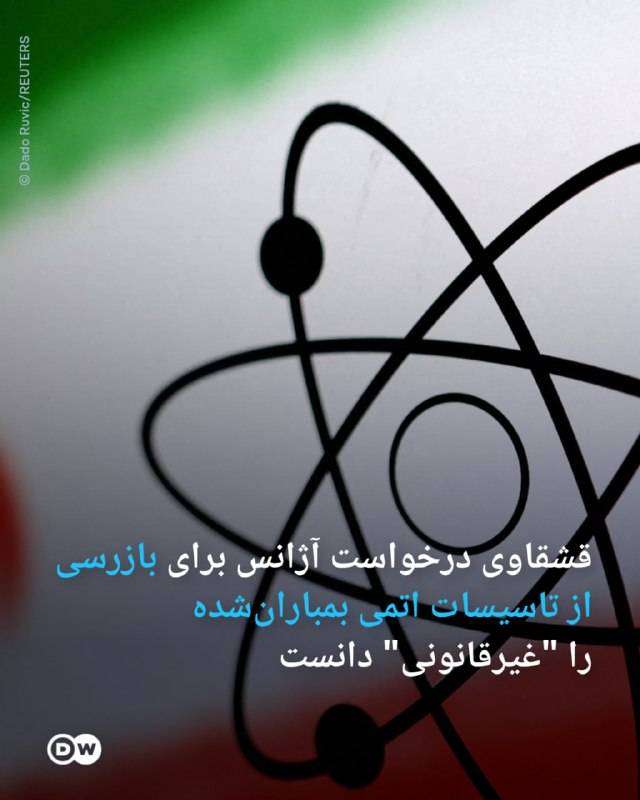 © Dado Ruvic/REUTERS
قشقاوی درخواست آژانس برای بازرسی
از تاسیسات اتمی بمباران‌شده
را "غیرقانونی" دانست
DW